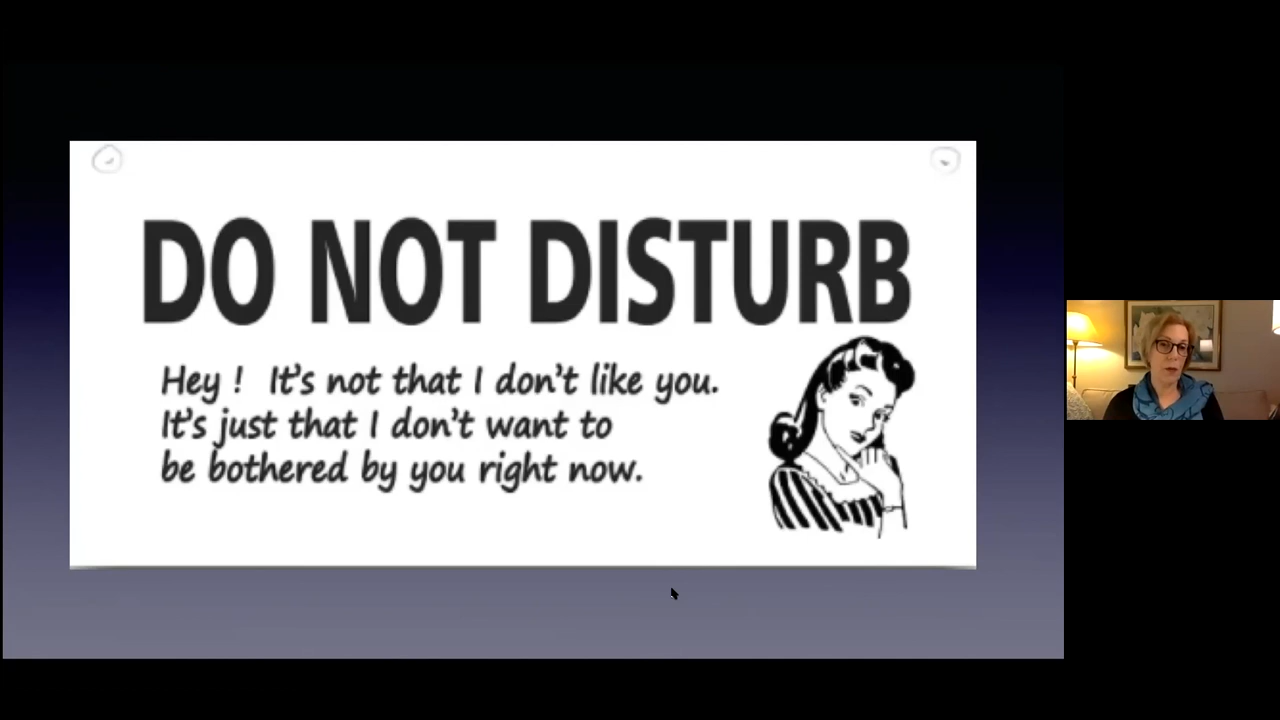 DO NOT DISTURB
Hey ! It's not that I don't like you.
It's just that I don't want to
be bothered by you right now.